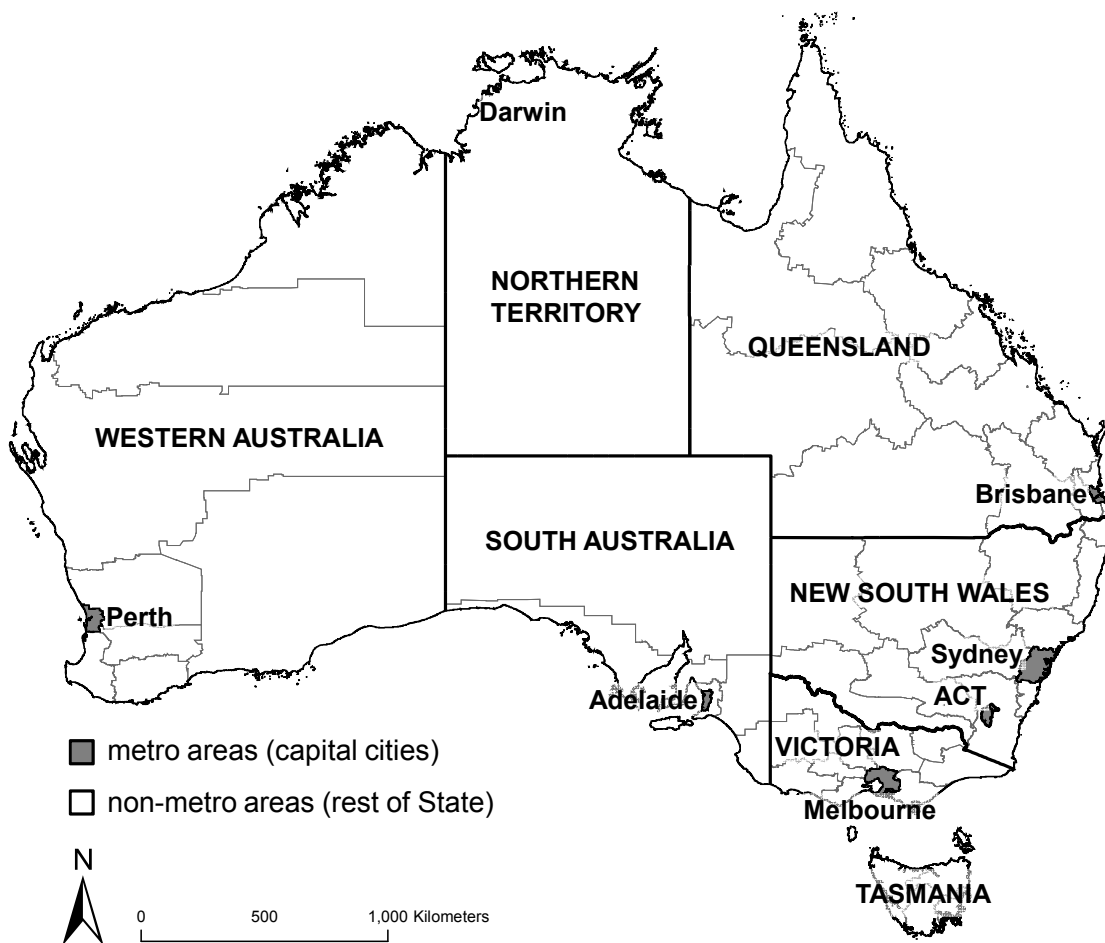 Darwin
NORTHERN
TERRITORY
QUEENSLAND
WESTERN AUSTRALIA
Brisbane
SOUTH AUSTRALIA
NEW SOUTH WALES
Perth
Sydney
Adelaide
ACT
VICTORIA
metro areas (capital cities)
non-metro areas (rest of State)
Melbourne
N
TASMANIA
0 500 1,000 Kilometers